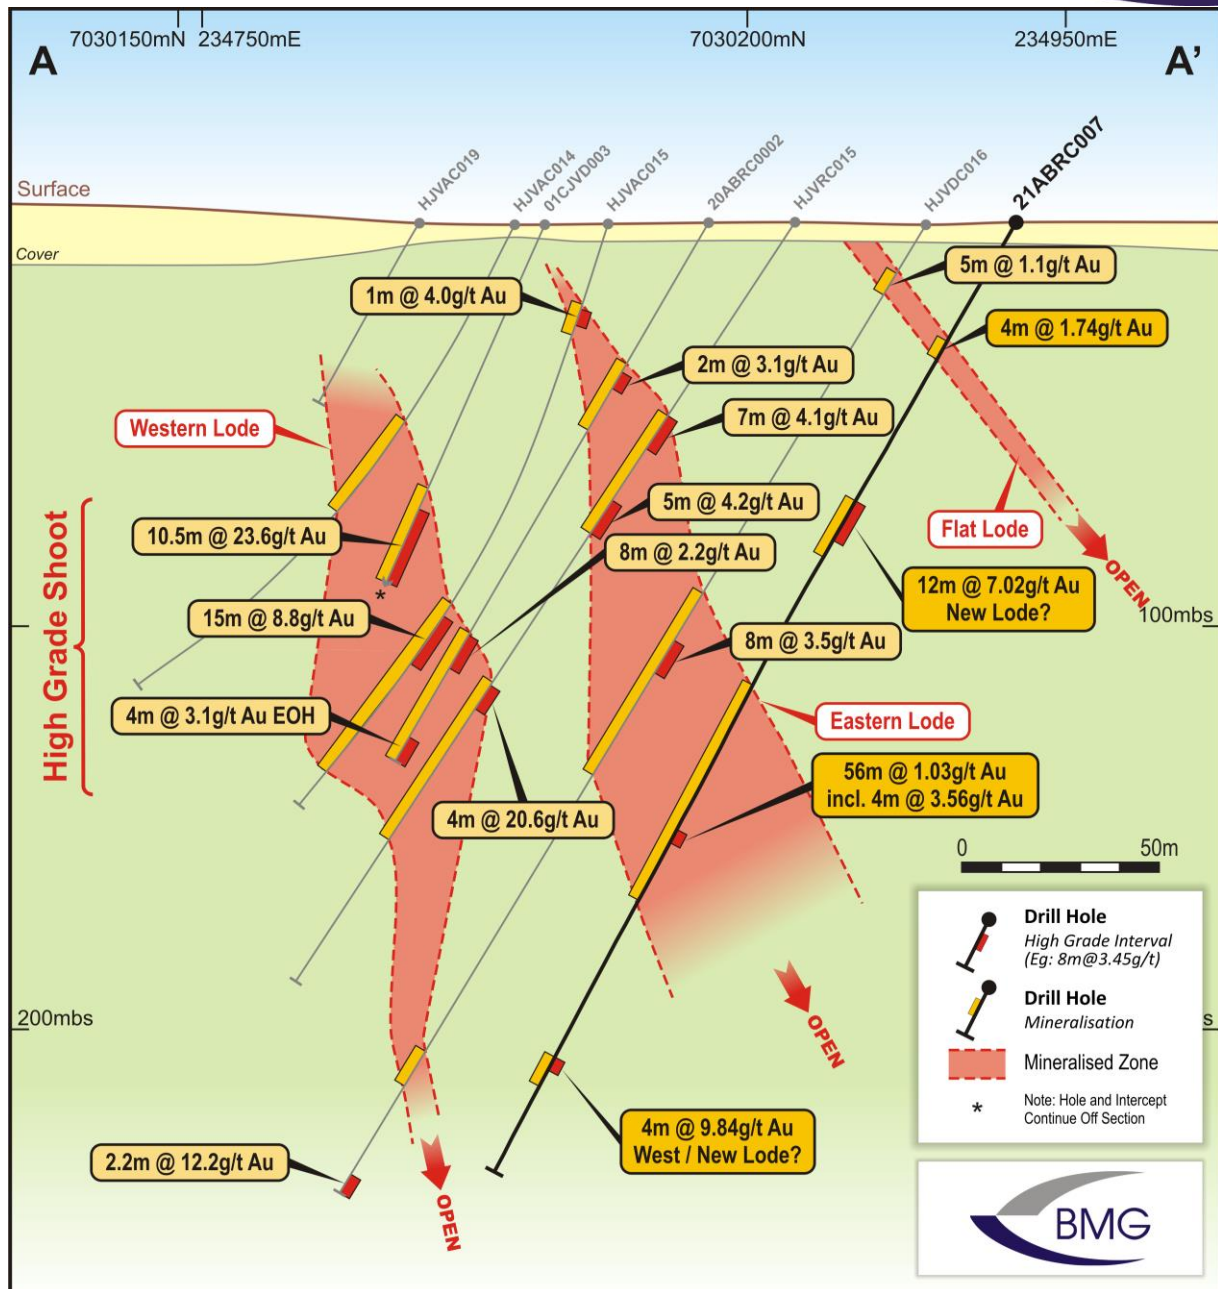 7030150mN
234750mE
7030200mN
234950mE
A
A'
HJVAC019
HJVAC014
01CJVD003
HJVAC015
20ABRC0002
HJVRC015
HJVDC016
21ABRC007
Surface
Cover
5m @ 1.1g/t Au
1m @ 4.0g/t Au
4m @ 1.74g/t Au
2m @ 3.1g/t Au
7m @ 4.1g/t Au
Western Lode
5m @ 4.2g/t Au
10.5m @ 23.6g/t Au
8m @ 2.2g/t Au
Flat Lode
OPEN
*
High Grade Shoot
12m @ 7.02g/t Au
New Lode?
100mbs
15m @ 8.8g/t Au
8m @ 3.5g/t Au
4m @ 3.1g/t Au EOH
Eastern Lode
56m @ 1.03g/t Au
incl. 4m @ 3.56g/t Au
4m @ 20.6g/t Au
0
50m
Drill Hole
High Grade Interval
(Eg: 8m@3.45g/t)
Drill Hole
Mineralisation
Mineralised Zone
*
Note: Hole and Intercept
Continue Off Section
200mbs
s
OPEN
4m @ 9.84g/t Au
West / New Lode?
2.2m @ 12.2g/t Au
OPEN
BMG